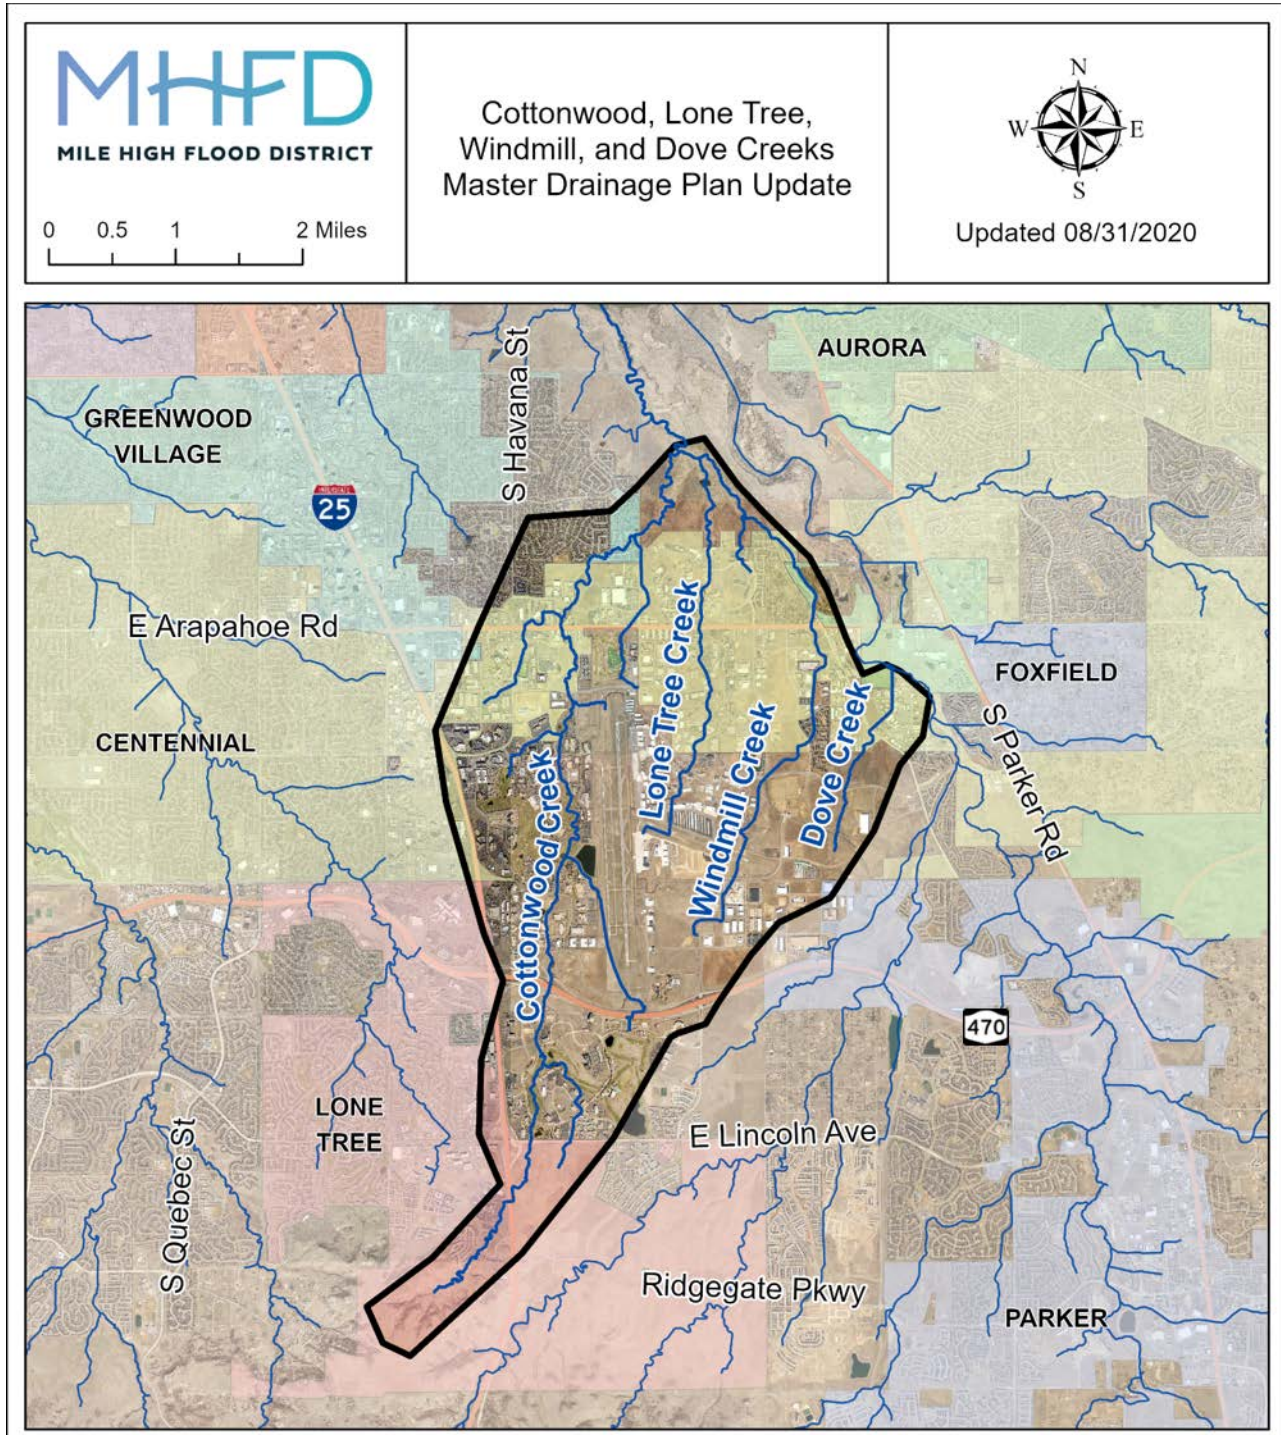 MHFD
MILE HIGH FLOOD DISTRICT
0 0.5 1 2 Miles
Cottonwood, Lone Tree,
Windmill, and Dove Creeks
Master Drainage Plan Update
N
W E
S
Updated 08/31/2020
S Havana St
AURORA
GREENWOOD
VILLAGE
INTERSTATE
25
E Arapahoe Rd
Lone Tree Creek
FOXFIELD
CENTENNIAL
Cottonwood Creek
Windmill Creek
Dove Creek
S Parker Rd
470
LONE
TREE
E Lincoln Ave
S Quebec St
Ridgegate Pkwy
PARKER